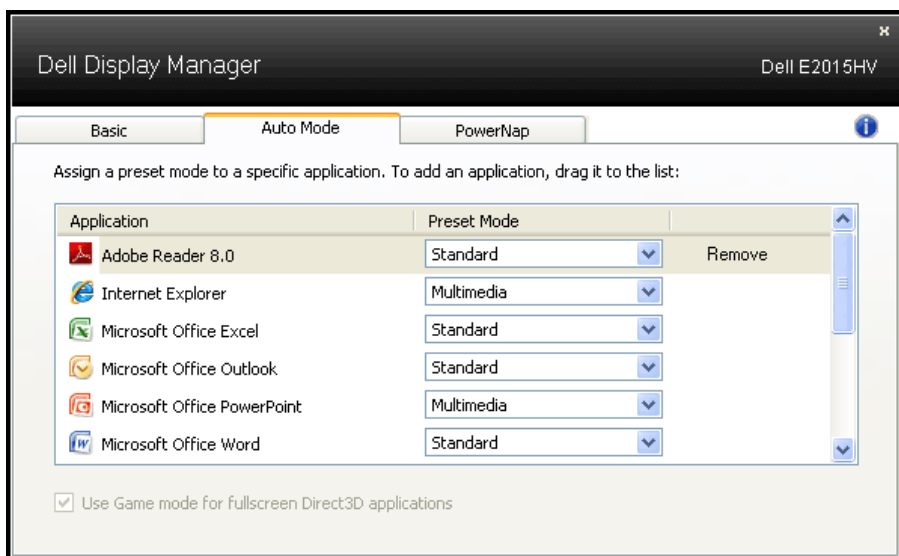 Dell Display Manager
Dell E2015HV
Basic
Auto Mode
PowerNap
Assign a preset mode to a specific application. To add an application, drag it to the list:
Application Preset Mode
Adobe Reader 8.0 Standard Remove
Internet Explorer Multimedia
Microsoft Office Excel Standard
Microsoft Office Outlook Standard
Microsoft Office PowerPoint Multimedia
Microsoft Office Word Standard
Use Game mode for fullscreen Direct3D applications